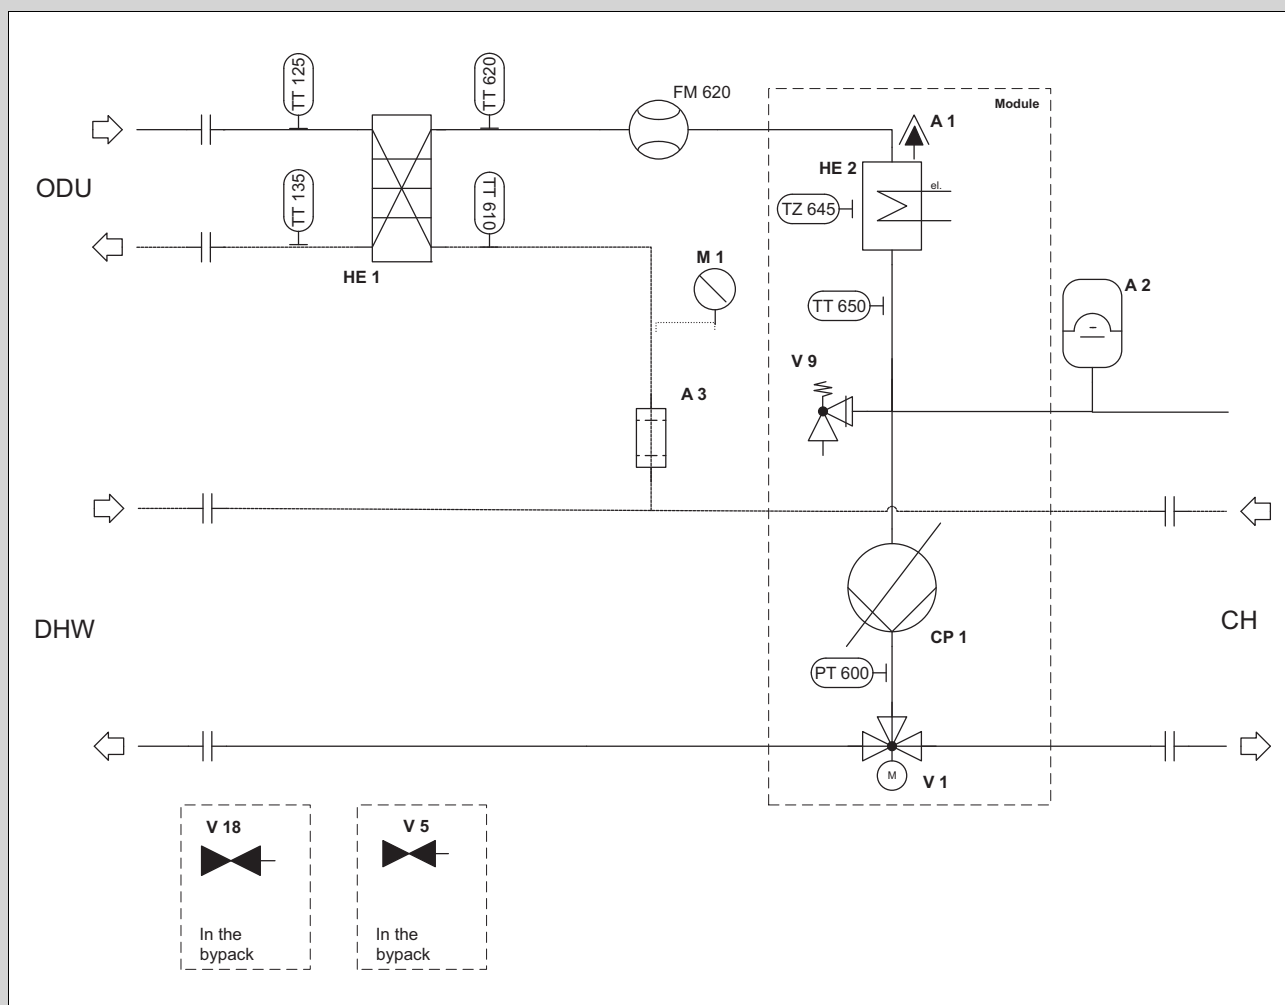 TT 125
TT 620
FM 620
Module
A 1
ODU
HE 2
el.
TT 135
TT 610
TZ 645
HE 1
M 1
TT 650
A 2
V 9
A 3
DHW
CH
CP 1
PT 600
M
V 1
V 18
In the
bypack
V 5
In the
bypack